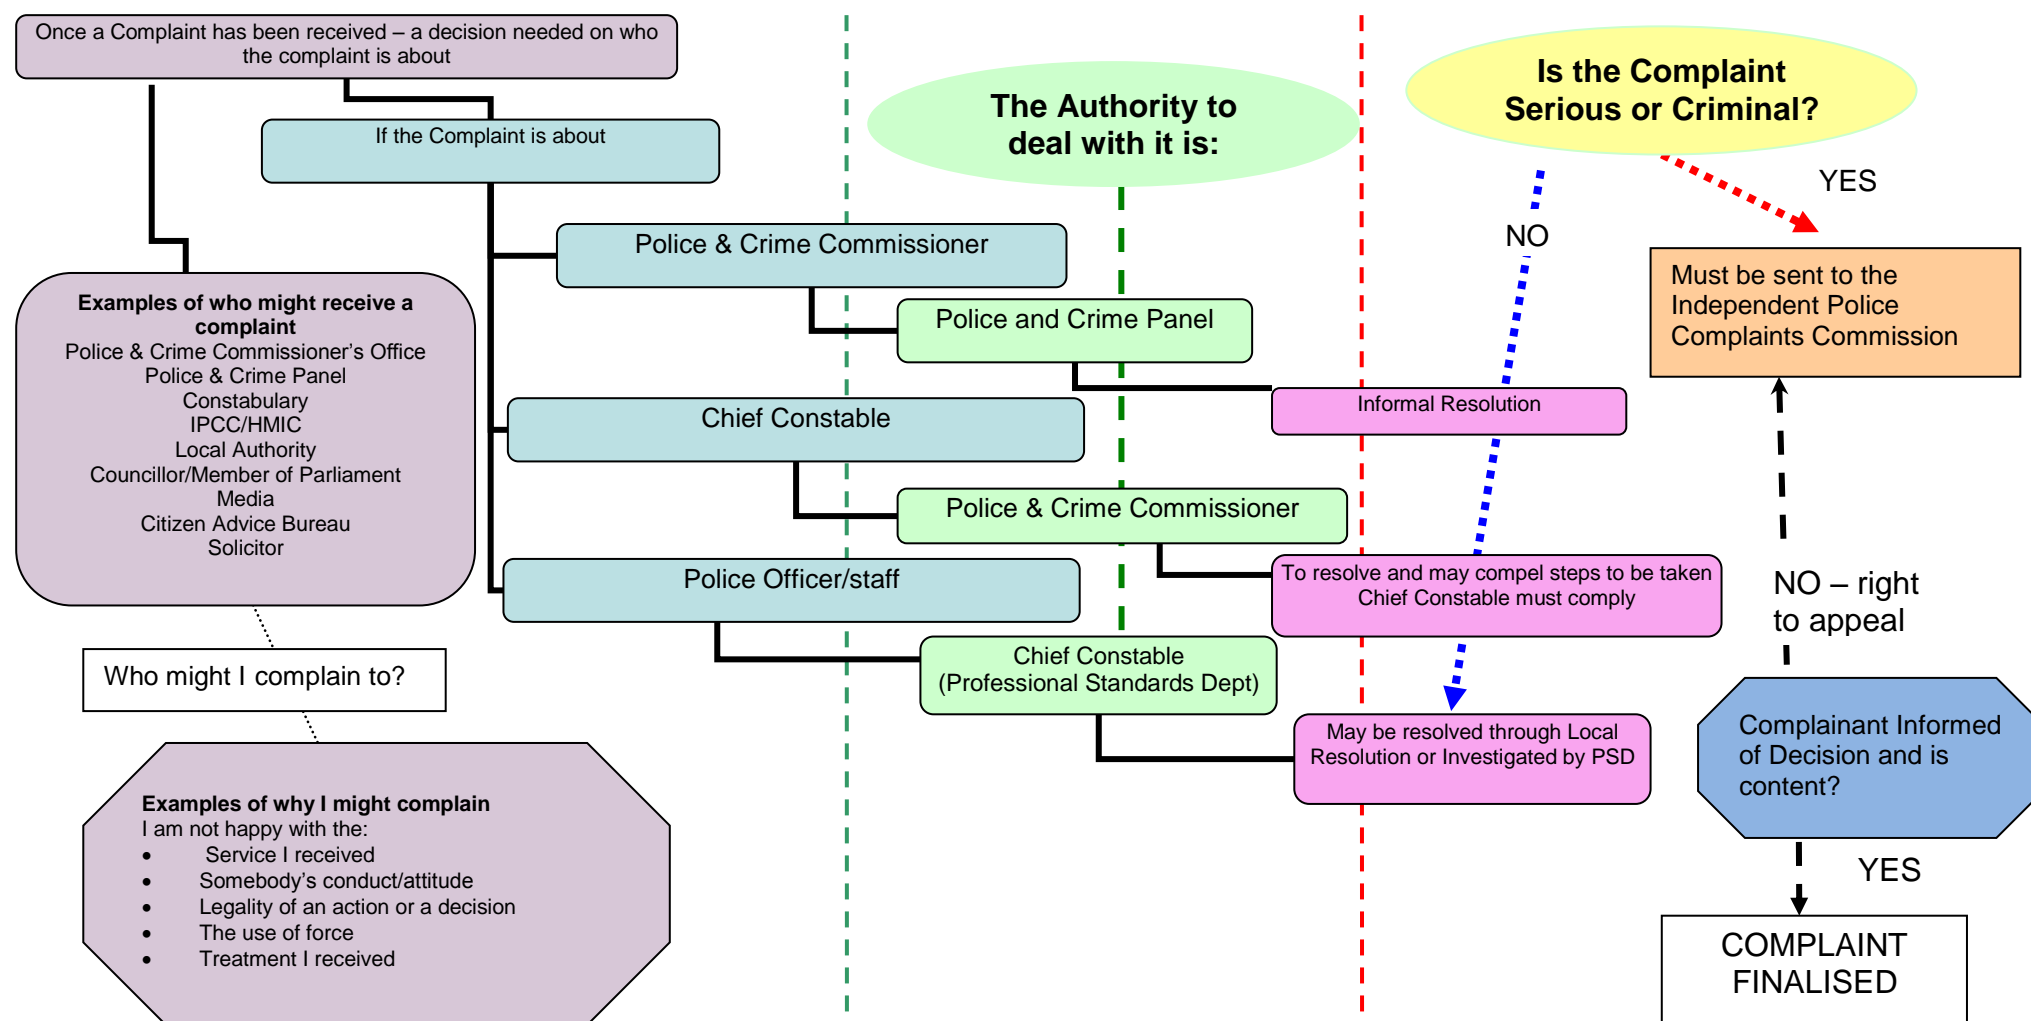 Once a Complaint has been received – a decision needed on who
the complaint is about
If the Complaint is about
The Authority to
deal with it is:
Is the Complaint
Serious or Criminal?
YES
NO
Police & Crime Commissioner
Must be sent to the
Independent Police
Complaints Commission
Police and Crime Panel
Informal Resolution
Examples of who might receive a
complaint
Police & Crime Commissioner’s Office
Police & Crime Panel
Constabulary
IPCC/HMIC
Local Authority
Councillor/Member of Parliament
Media
Citizen Advice Bureau
Solicitor
Chief Constable
Police & Crime Commissioner
To resolve and may compel steps to be taken
Chief Constable must comply
Police Officer/staff
Chief Constable
(Professional Standards Dept)
May be resolved through Local
Resolution or Investigated by PSD
NO – right
to appeal
Complainant Informed
of Decision and is
content?
YES
COMPLAINT
FINALISED
Who might I complain to?
Examples of why I might complain
I am not happy with the:
• Service I received
• Somebody’s conduct/attitude
• Legality of an action or a decision
• The use of force
• Treatment I received